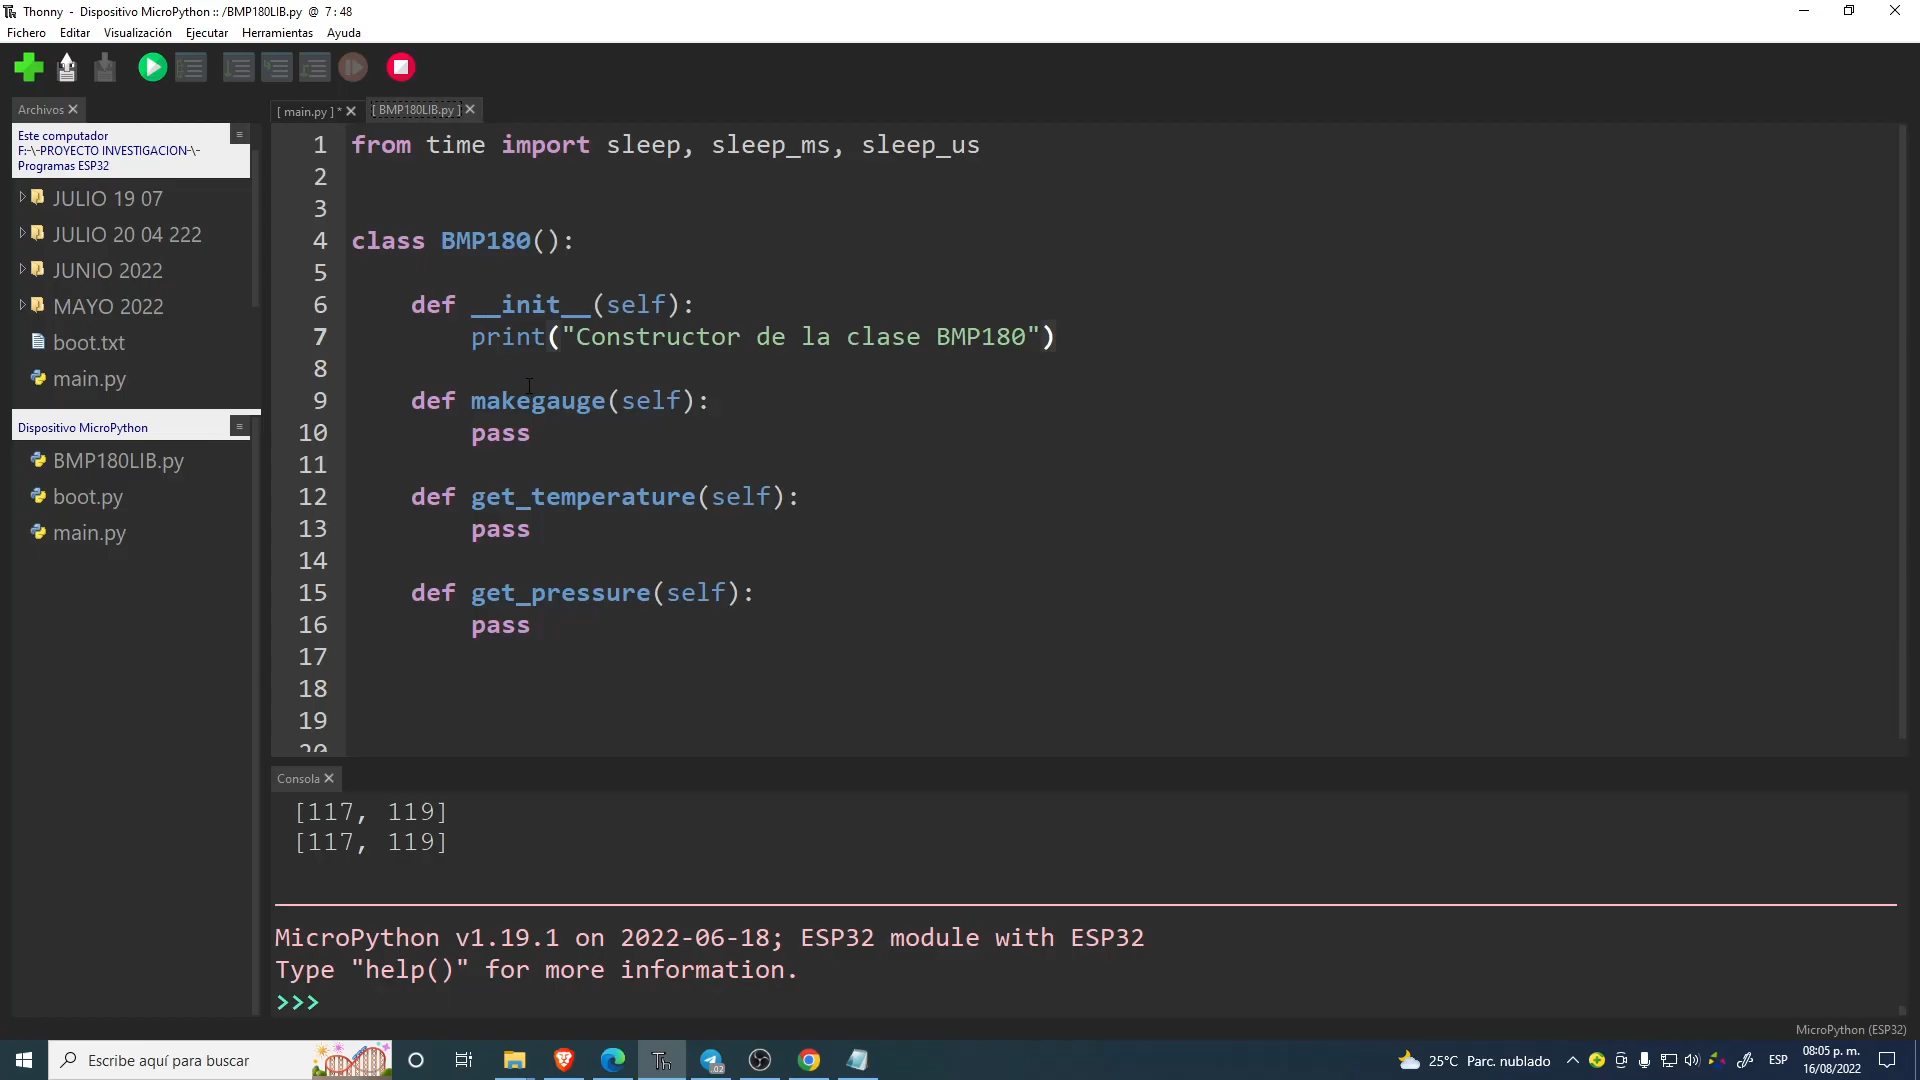 Thonny - Dispositivo MicroPython :: /BMP180LIB.py @ 7 : 48
Fichero Editar Visualización Ejecutar Herramientas Ayuda
Archivos
Este computador
F:-\-PROYECTO INVESTIGACION-\-
Programas ESP32
JULIO 19 07
JULIO 20 04 222
JUNIO 2022
MAYO 2022
boot.txt
main.py
Dispositivo MicroPython
BMP180LIB.py
boot.py
main.py
[ main.py ] * [ BMP180LIB.py ]
1 from time import sleep, sleep_ms, sleep_us
2
3
4 class BMP180():
5
6 def __init__(self):
7 print("Constructor de la clase BMP180")
8
9 def makegauge(self):
10 pass
11
12 def get_temperature(self):
13 pass
14
15 def get_pressure(self):
16 pass
17
18
19
20
Consola
[117, 119]
[117, 119]
MicroPython v1.19.1 on 2022-06-18; ESP32 module with ESP32
Type "help()" for more information.
>>>
MicroPython (ESP32)
Escribe aquí para buscar
Th
02
25°C Parc. nublado
ESP
08:05 p. m.
16/08/2022